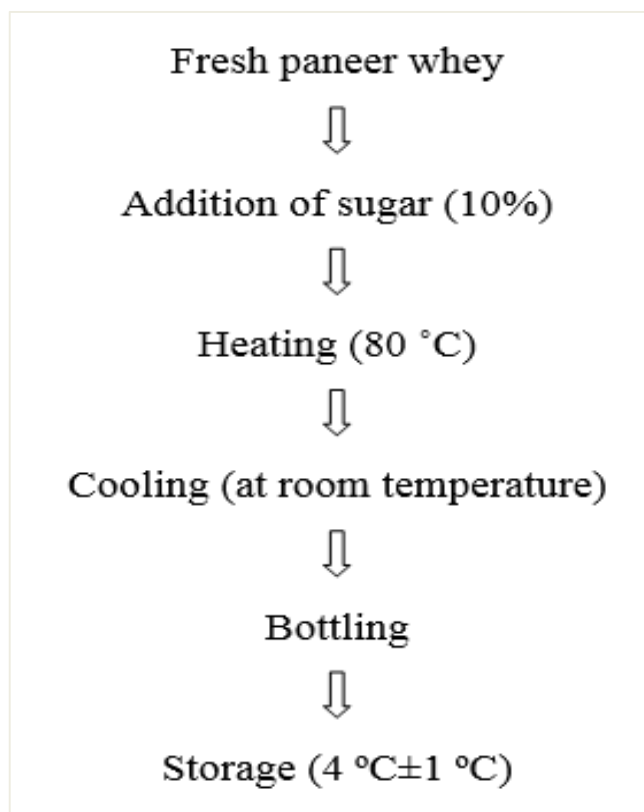 Fresh paneer whey
Addition of sugar (10%)
Heating (80 ˚C)
Cooling (at room temperature)
Bottling
Storage (4 ºC±1 ºC)